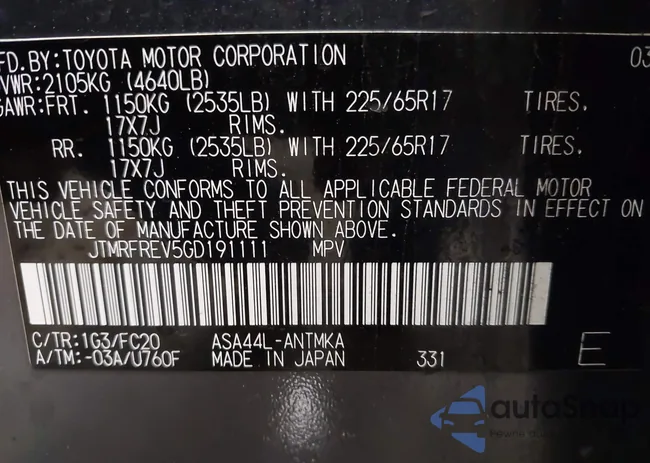 FD.BY:TOYOTA MOTOR CORPORATION 03
VWR:2105KG (4640LB)
GAWR:FRT. 1150KG (2535LB) WITH 225/65R17 TIRES.
17X7J RIMS.
RR. 1150KG (2535LB) WITH 225/65R17 TIRES.
17X7J RIMS.
THIS VEHICLE CONFORMS TO ALL APPLICABLE FEDERAL MOTOR
VEHICLE SAFETY AND THEFT PREVENTION STANDARDS IN EFFECT ON
THE DATE OF MANUFACTURE SHOWN ABOVE.
JTMRFREV5GD191111 MPV
C/TR:1G3/FC20 ASA44L-ANTMKA
A/TM:-03A/U760F MADE IN JAPAN 331 E
autoSnap